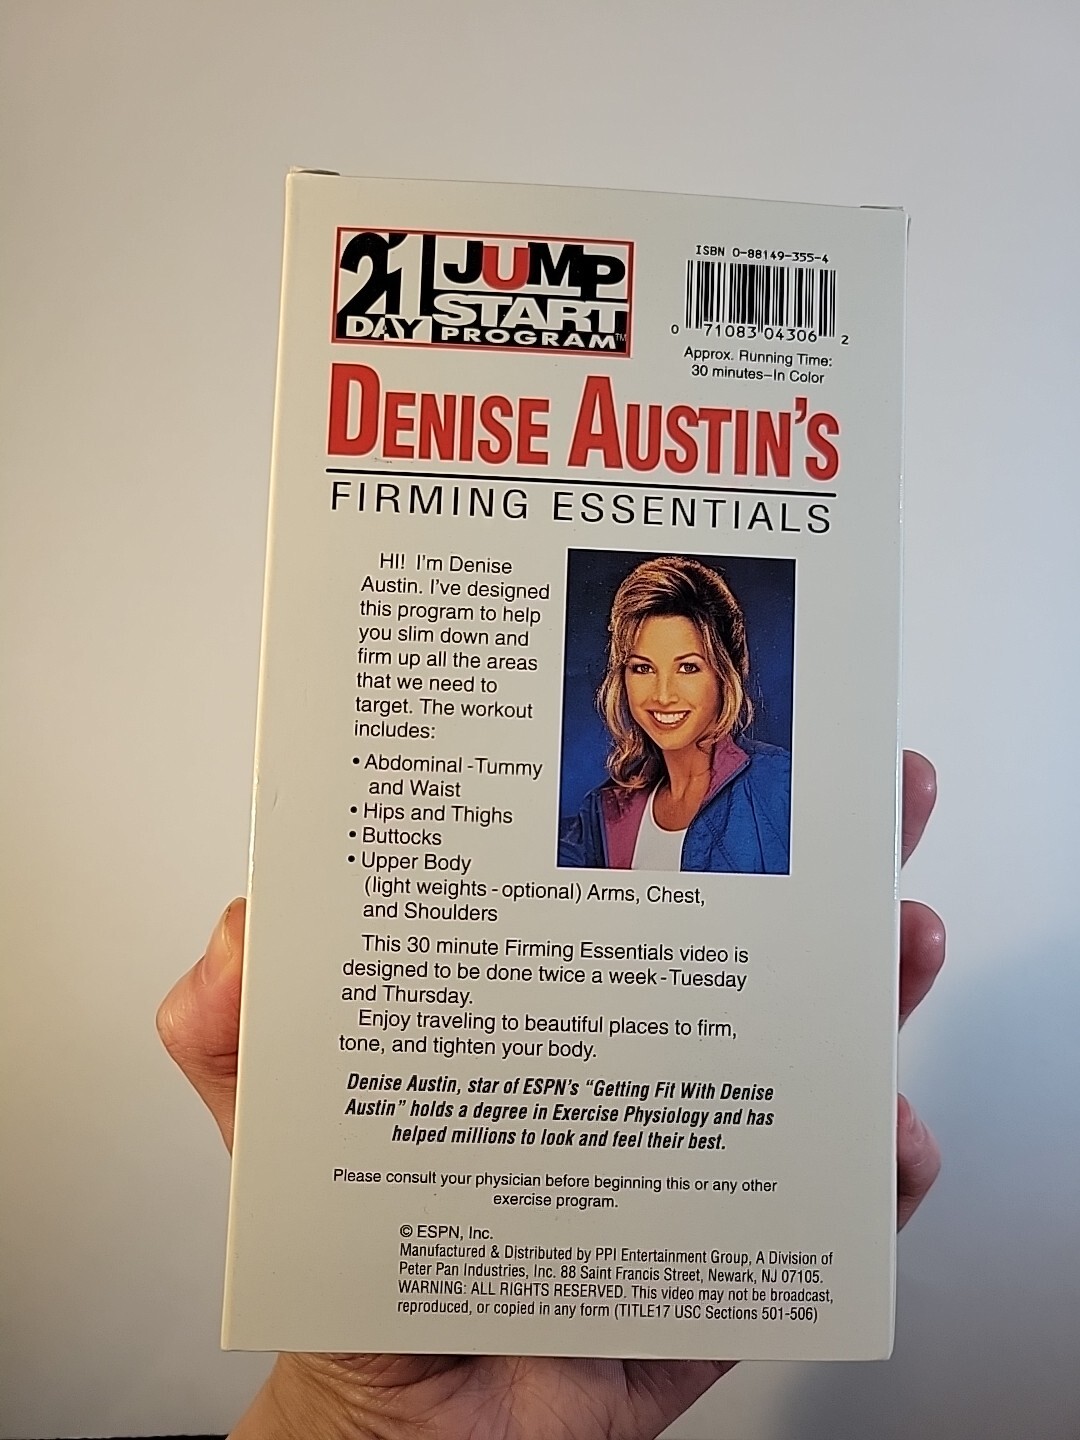 21 DAY JUMP START PROGRAM™
ISBN 0-88149-355-4
0 71083 04306 2
Approx. Running Time:
30 minutes–In Color
DENISE AUSTIN'S
FIRMING ESSENTIALS
HI! I'm Denise
Austin. I've designed
this program to help
you slim down and
firm up all the areas
that we need to
target. The workout
includes:
• Abdominal -Tummy
and Waist
• Hips and Thighs
• Buttocks
• Upper Body
(light weights - optional) Arms, Chest,
and Shoulders
This 30 minute Firming Essentials video is
designed to be done twice a week - Tuesday
and Thursday.
Enjoy traveling to beautiful places to firm,
tone, and tighten your body.
Denise Austin, star of ESPN's "Getting Fit With Denise
Austin" holds a degree in Exercise Physiology and has
helped millions to look and feel their best.
Please consult your physician before beginning this or any other
exercise program.
© ESPN, Inc.
Manufactured & Distributed by PPI Entertainment Group, A Division of
Peter Pan Industries, Inc. 88 Saint Francis Street, Newark, NJ 07105.
WARNING: ALL RIGHTS RESERVED. This video may not be broadcast,
reproduced, or copied in any form (TITLE17 USC Sections 501-506)